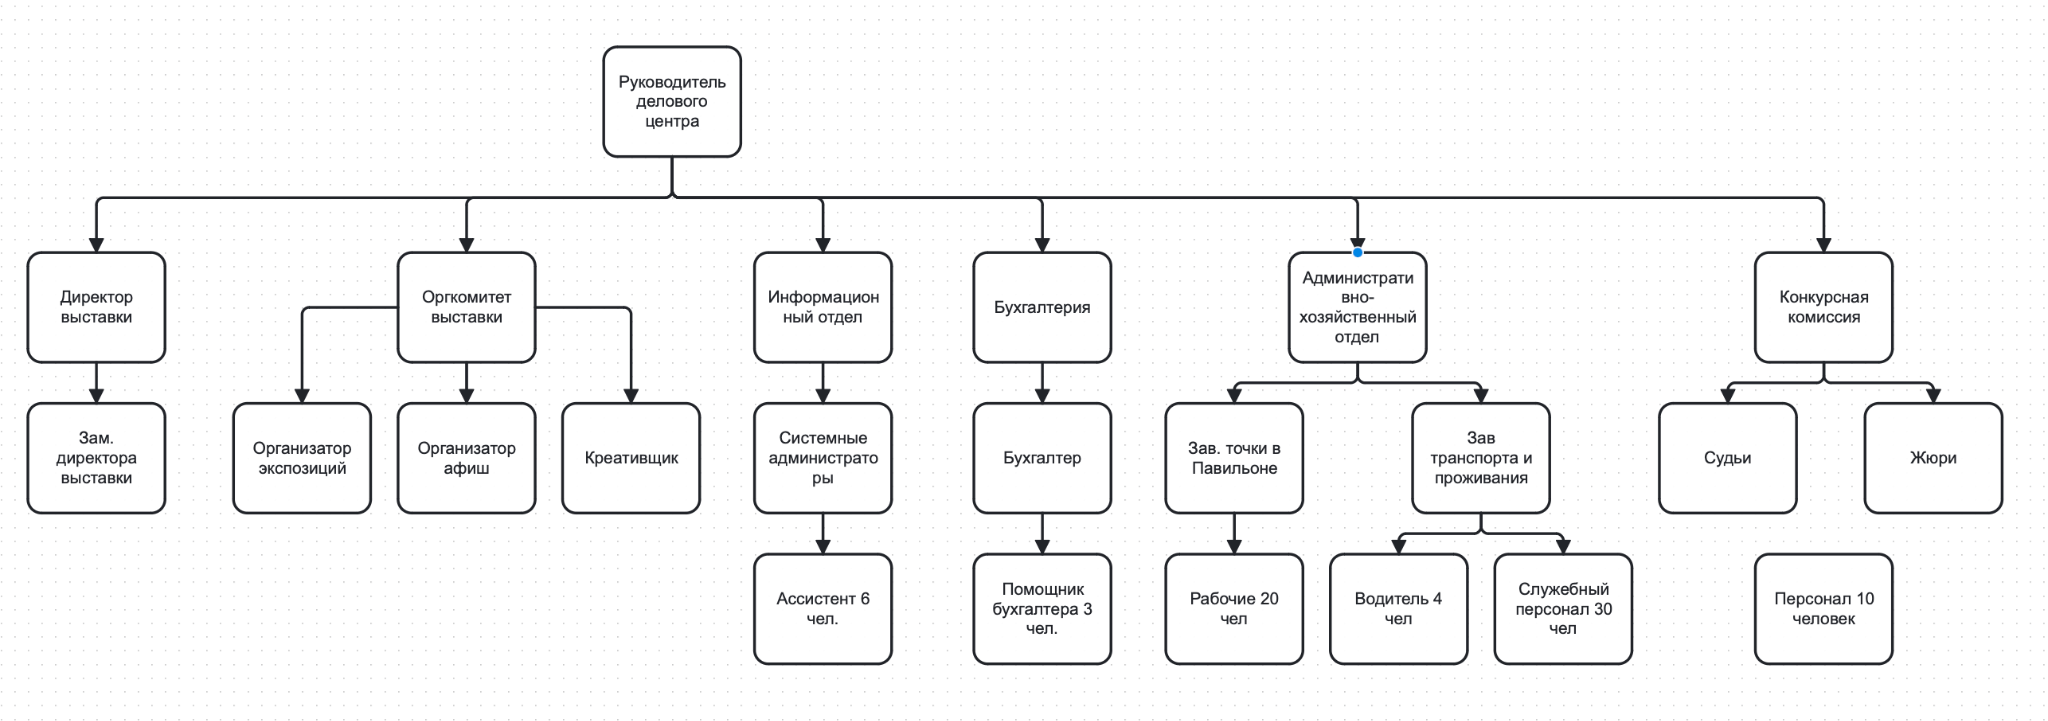 Руководитель
делового
центра
Директор
выставки
Оргкомитет
выставки
Информацион
ный отдел
Бухгалтерия
Администрати
вно-
хозяйственный
отдел
Конкурсная
комиссия
Зам.
директора
выставки
Организатор
экспозиций
Организатор
афиш
Креативщик
Системные
администрато
ры
Бухгалтер
Зав. точки в
Павильоне
Зав
транспорта и
проживания
Судьи
Жюри
Ассистент 6
чел.
Помощник
бухгалтера 3
чел.
Рабочие 20
чел
Водитель 4
чел
Служебный
персонал 30
чел
Персонал 10
человек